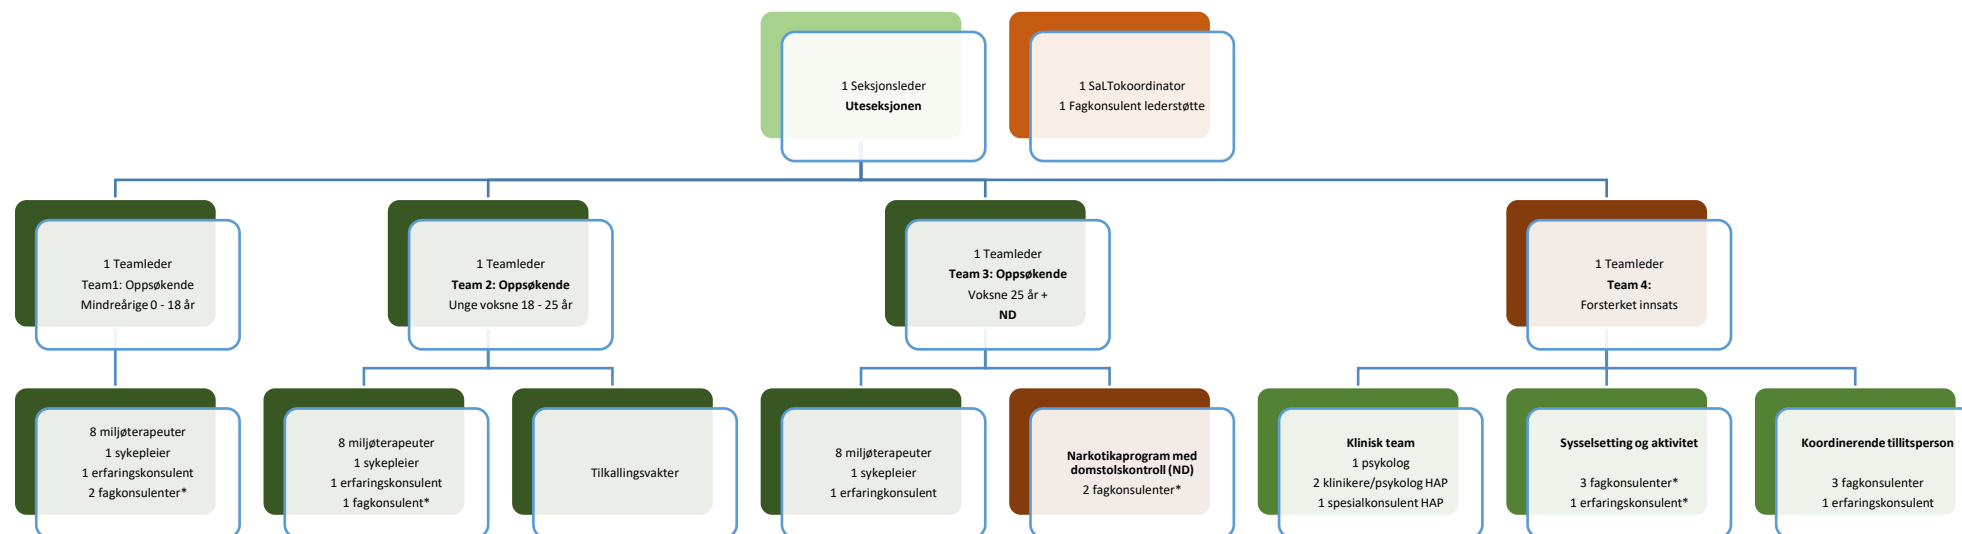 1 Seksjonsleder
Uteseksjonen
1 SaLTokoordinator
1 Fagkonsulent lederstøtte
1 Teamleder
Team1: Oppsøkende
Mindreårige 0 - 18 år
1 Teamleder
Team 2: Oppsøkende
Unge voksne 18 - 25 år
1 Teamleder
Team 3: Oppsøkende
Voksne 25 år +
ND
1 Teamleder
Team 4:
Forsterket innsats
8 miljøterapeuter
1 sykepleier
1 erfaringskonsulent
2 fagkonsulenter*
8 miljøterapeuter
1 sykepleier
1 erfaringkonsulent
1 fagkonsulent*
Tilkallingsvakter
8 miljøterapeuter
1 sykepleier
1 erfaringkonsulent
Narkotikaprogram med
domstolskontroll (ND)
2 fagkonsulenter*
Klinisk team
1 psykolog
2 klinikere/psykolog HAP
1 spesialkonsulent HAP
Sysselsetting og aktivitet
3 fagkonsulenter*
1 erfaringskonsulent*
Koordinerende tillitsperson
3 fagkonsulenter
1 erfaringskonsulent